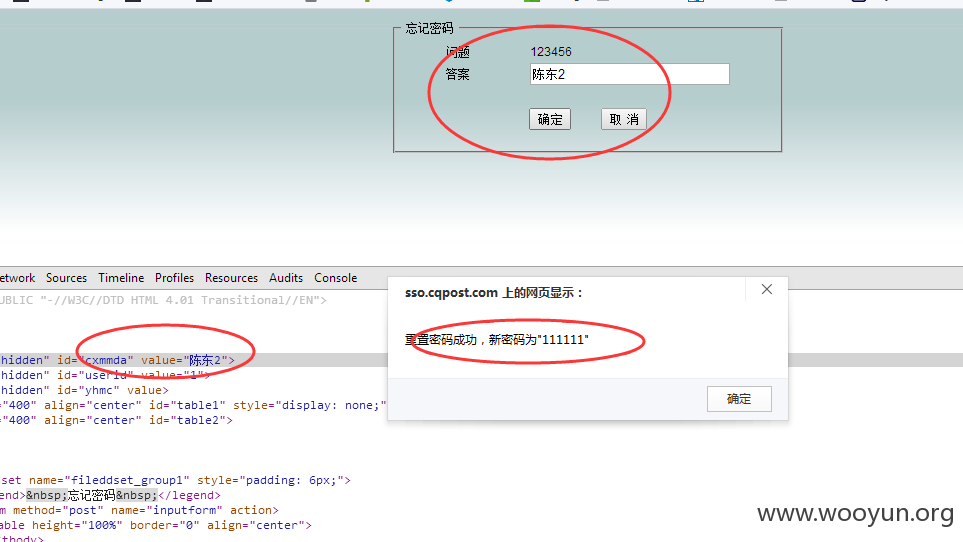 忘记密码
问题 123456
答案 陈东2
确定 取 消
etwork Sources Timeline Profiles Resources Audits Console
UBLIC "-//W3C//DTD HTML 4.01 Transitional//EN">
sso.cqpost.com 上的网页显示：
重置密码成功，新密码为"111111"
确定
hidden" id="cxmmda" value="陈东2">
hidden" id="userid" value="1">
hidden" id="yhmc" value>
="400" align="center" id="table1" style="display: none;"
="400" align="center" id="table2">
set name="fileddset_group1" style="padding: 6px;">
end>&nbsp;忘记密码&nbsp;</legend>
m method="post" name="inputform" action>
able height="100%" border="0" align="center">
tbody>
www.wooyun.org